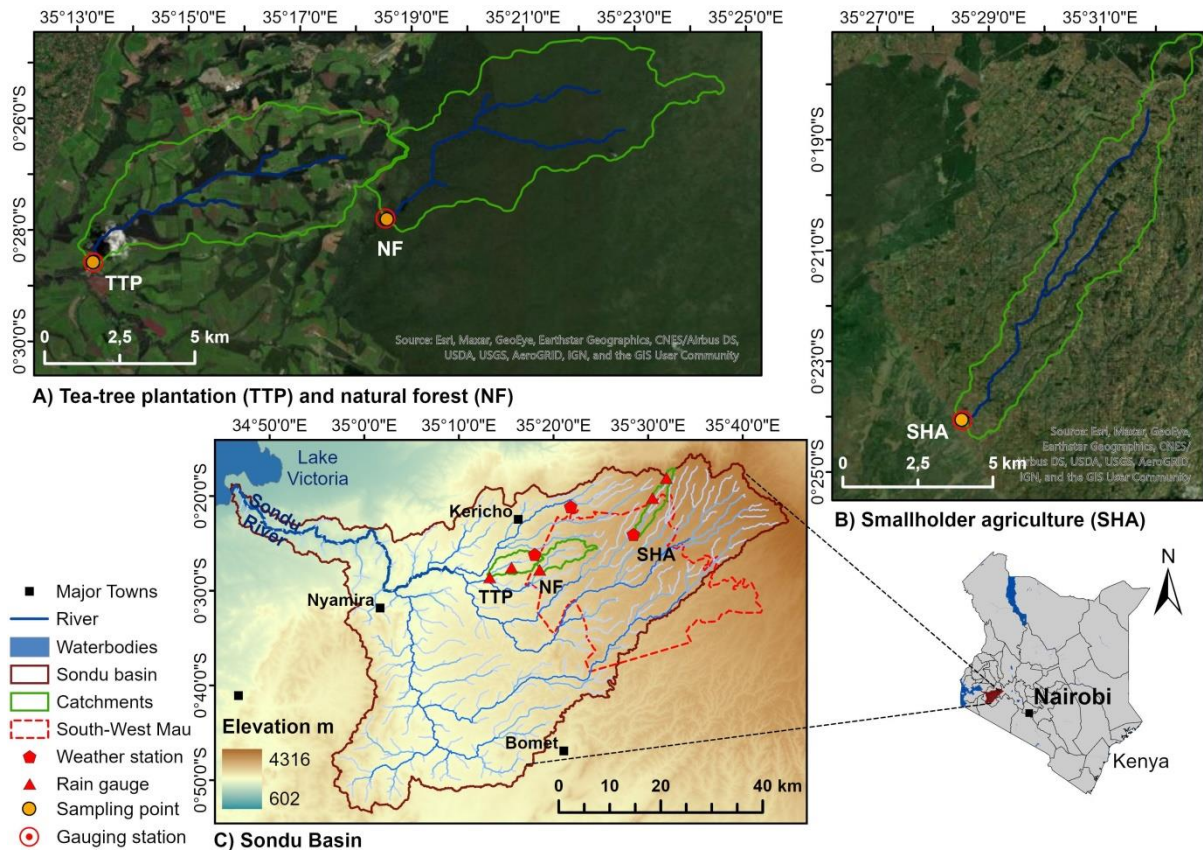 35°13'0"E 35°15'0"E 35°17'0"E 35°19'0"E 35°21'0"E 35°23'0"E 35°25'0"E
0°26'0"S
0°28'0"S
0°30'0"S
NF
TTP
0 2,5 5 km
Source: Esri, Maxar, GeoEye, Earthstar Geographics, CNES/Airbus DS,
USDA, USGS, AeroGRID, IGN, and the GIS User Community
A) Tea-tree plantation (TTP) and natural forest (NF)
35°27'0"E 35°29'0"E 35°31'0"E
0°19'0"S
0°21'0"S
0°23'0"S
0°25'0"S
SHA
0 2,5 5 km
Source: Esri, Maxar, GeoEye,
Earthstar Geographics, CNES/
Airbus DS, USDA, USGS, AeroGRID,
IGN, and the GIS User Community
B) Smallholder agriculture (SHA)
34°50'0"E 35°0'0"E 35°10'0"E 35°20'0"E 35°30'0"E 35°40'0"E
0°20'0"S
0°30'0"S
0°40'0"S
0°50'0"S
Lake
Victoria
Sondu
River
Kericho
SHA
TTP
NF
Nyamira
Bomet
Elevation m
4316
602
0 10 20 40 km
C) Sondu Basin
Major Towns
River
Waterbodies
Sondu basin
Catchments
South-West Mau
Weather station
Rain gauge
Sampling point
Gauging station
N
Nairobi
Kenya